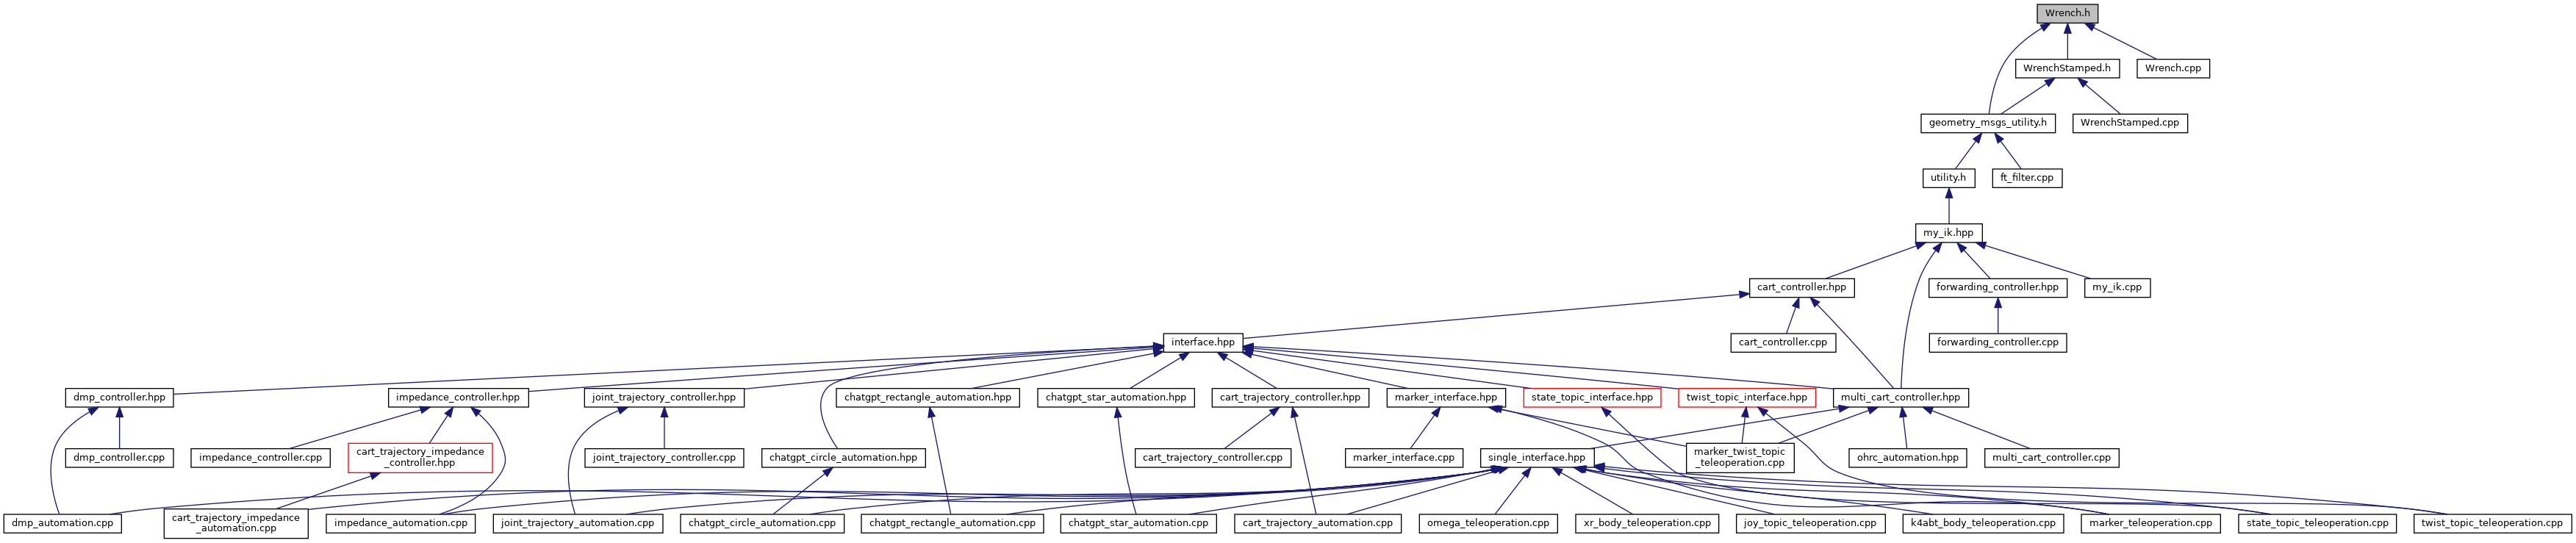 Wrench.h
WrenchStamped.h
Wrench.cpp
geometry_msgs_utility.h
WrenchStamped.cpp
utility.h
ft_filter.cpp
my_ik.hpp
cart_controller.hpp
forwarding_controller.hpp
my_ik.cpp
interface.hpp
cart_controller.cpp
forwarding_controller.cpp
dmp_controller.hpp
impedance_controller.hpp
joint_trajectory_controller.hpp
chatgpt_rectangle_automation.hpp
chatgpt_star_automation.hpp
cart_trajectory_controller.hpp
marker_interface.hpp
state_topic_interface.hpp
twist_topic_interface.hpp
multi_cart_controller.hpp
dmp_controller.cpp
impedance_controller.cpp
cart_trajectory_impedance
_controller.hpp
joint_trajectory_controller.cpp
chatgpt_circle_automation.hpp
cart_trajectory_controller.cpp
marker_interface.cpp
single_interface.hpp
marker_twist_topic
_teleoperation.cpp
ohrc_automation.hpp
multi_cart_controller.cpp
dmp_automation.cpp
cart_trajectory_impedance
_automation.cpp
impedance_automation.cpp
joint_trajectory_automation.cpp
chatgpt_circle_automation.cpp
chatgpt_rectangle_automation.cpp
chatgpt_star_automation.cpp
cart_trajectory_automation.cpp
omega_teleoperation.cpp
xr_body_teleoperation.cpp
joy_topic_teleoperation.cpp
k4abt_body_teleoperation.cpp
marker_teleoperation.cpp
state_topic_teleoperation.cpp
twist_topic_teleoperation.cpp